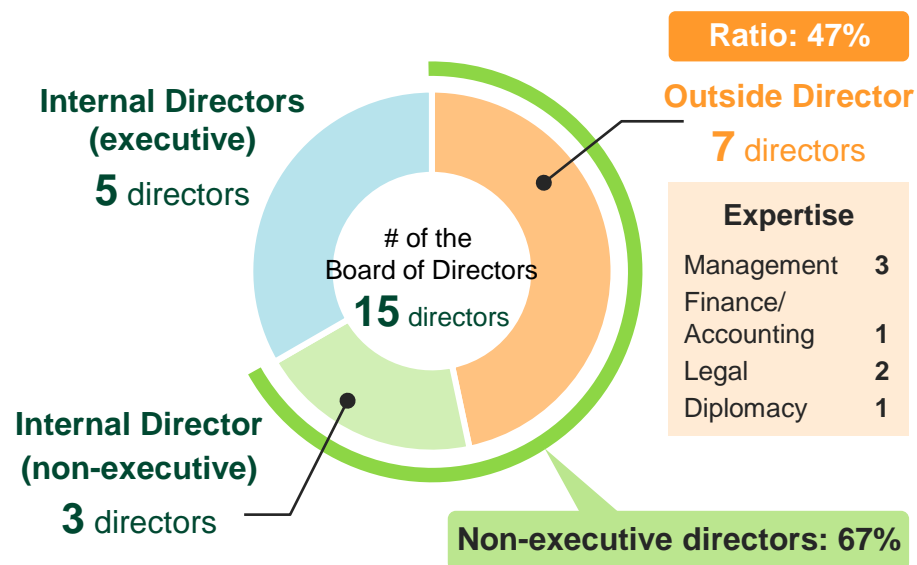 Ratio: 47%
Outside Director
7 directors
Internal Directors
(executive)
5 directors
Expertise
Management 3
Finance/
Accounting 1
Legal 2
Diplomacy 1
# of the
Board of Directors
15 directors
Internal Director
(non-executive)
3 directors
Non-executive directors: 67%